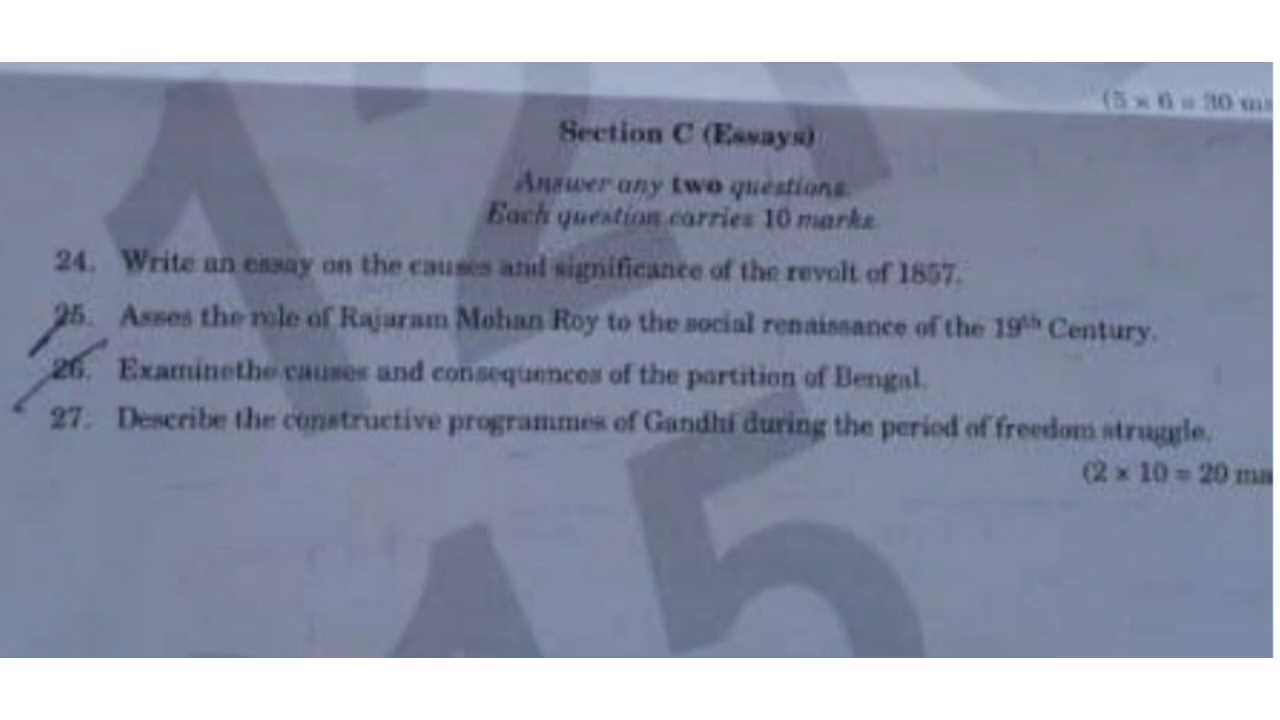 (5 × 6 = 30 ma
Section C (Essays)
Answer any two questions.
Each question carries 10 marks.
24. Write an essay on the causes and significance of the revolt of 1857.
25. Asses the role of Rajaram Mohan Roy to the social renaissance of the 19th Century.
26. Examinethe causes and consequences of the partition of Bengal.
27. Describe the constructive programmes of Gandhi during the period of freedom struggle.
(2 × 10 = 20 ma